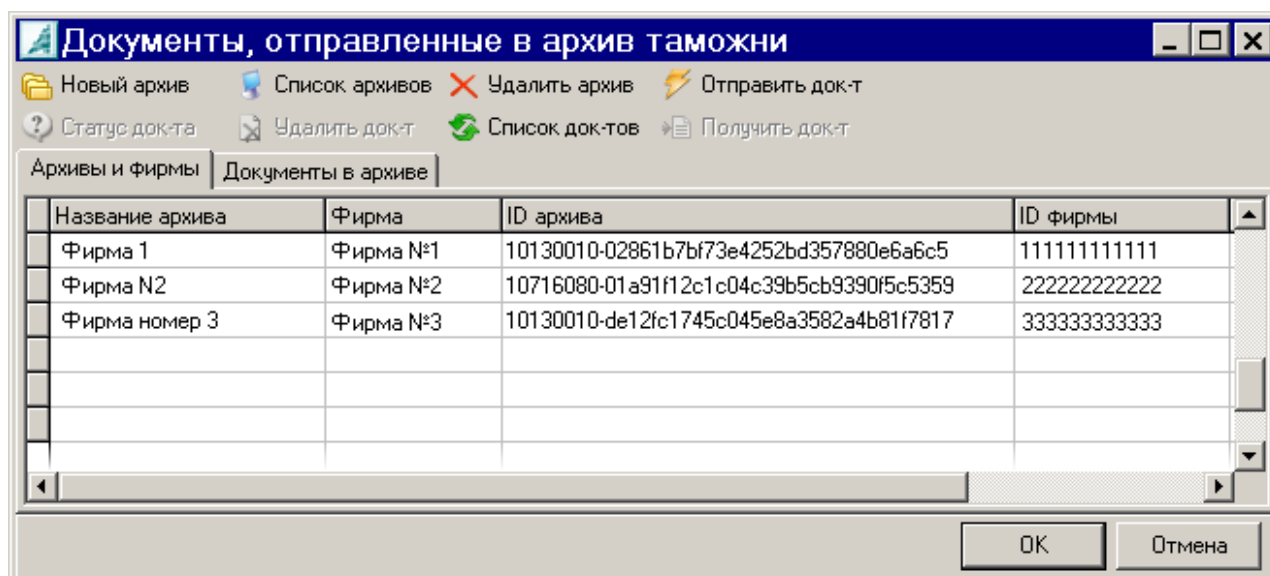 Документы, отправленные в архив таможни
Новый архив Список архивов Удалить архив Отправить док-т
Статус док-та Удалить док-т Список док-тов Получить док-т
Архивы и фирмы Документы в архиве
Название архива Фирма ID архива ID фирмы
Фирма 1 Фирма №1 10130010-02861b7bf73e4252bd357880e6a6c5 111111111111
Фирма N2 Фирма №2 10716080-01a91f12c1c04c39b5cb9390f5c5359 222222222222
Фирма номер 3 Фирма №3 10130010-de12fc1745c045e8a3582a4b81f7817 333333333333
OK Отмена